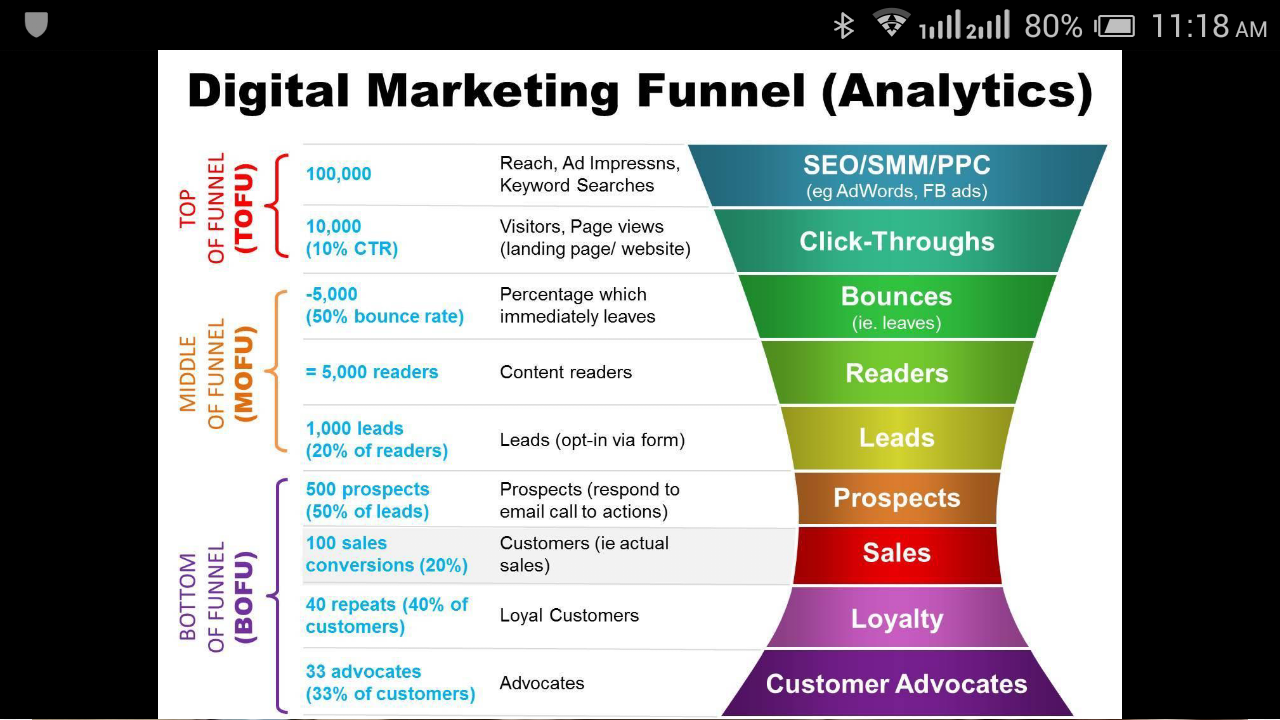 80% 11:18 AM
Digital Marketing Funnel (Analytics)
TOP
OF FUNNEL
(TOFU)
100,000
Reach, Ad Impressns,
Keyword Searches
SEO/SMM/PPC
(eg AdWords, FB ads)
10,000
(10% CTR)
Visitors, Page views
(landing page/ website)
Click-Throughs
MIDDLE
OF FUNNEL
(MOFU)
-5,000
(50% bounce rate)
Percentage which
immediately leaves
Bounces
(ie. leaves)
= 5,000 readers
Content readers
Readers
1,000 leads
(20% of readers)
Leads (opt-in via form)
Leads
BOTTOM
OF FUNNEL
(BOFU)
500 prospects
(50% of leads)
Prospects (respond to
email call to actions)
Prospects
100 sales
conversions (20%)
Customers (ie actual
sales)
Sales
40 repeats (40% of
customers)
Loyal Customers
Loyalty
33 advocates
(33% of customers)
Advocates
Customer Advocates